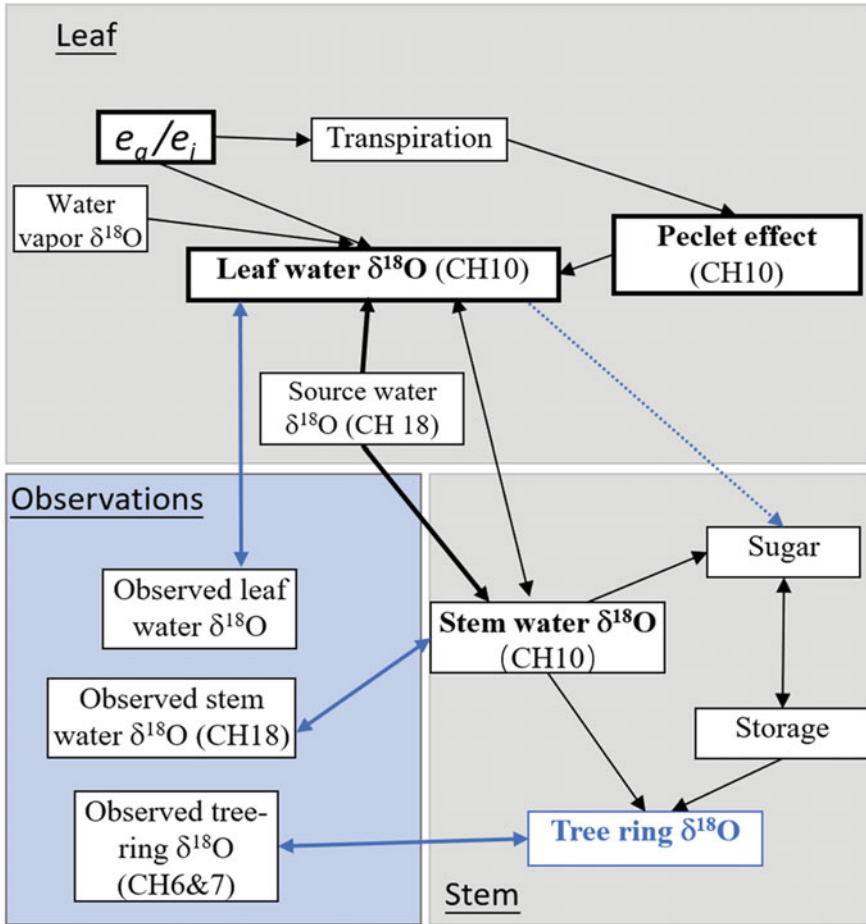 Leaf
eₐ/eᵢ
Transpiration
Water
vapor δ¹⁸O
Peclet effect
(CH10)
Leaf water δ¹⁸O (CH10)
Source water
δ¹⁸O (CH 18)
Observations
Observed leaf
water δ¹⁸O
Observed stem
water δ¹⁸O (CH18)
Observed tree-
ring δ¹⁸O
(CH6&7)
Sugar
Stem water δ¹⁸O
(CH10)
Storage
Tree ring δ¹⁸O
Stem